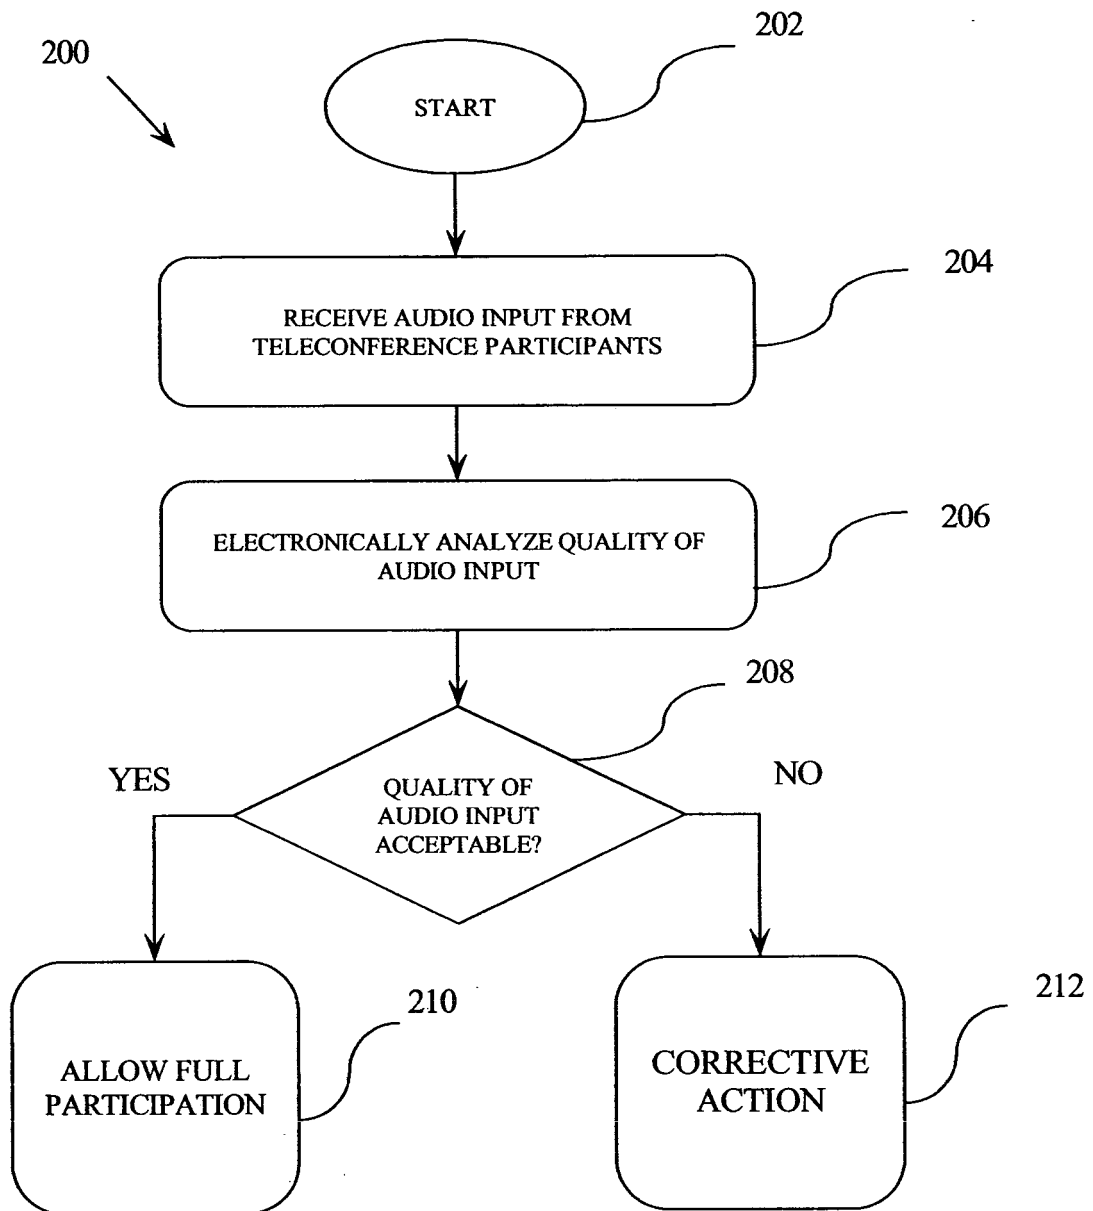 200
202
START
204
RECEIVE AUDIO INPUT FROM
TELECONFERENCE PARTICIPANTS
206
ELECTRONICALLY ANALYZE QUALITY OF
AUDIO INPUT
208
YES
NO
QUALITY OF
AUDIO INPUT
ACCEPTABLE?
210
212
ALLOW FULL
PARTICIPATION
CORRECTIVE
ACTION